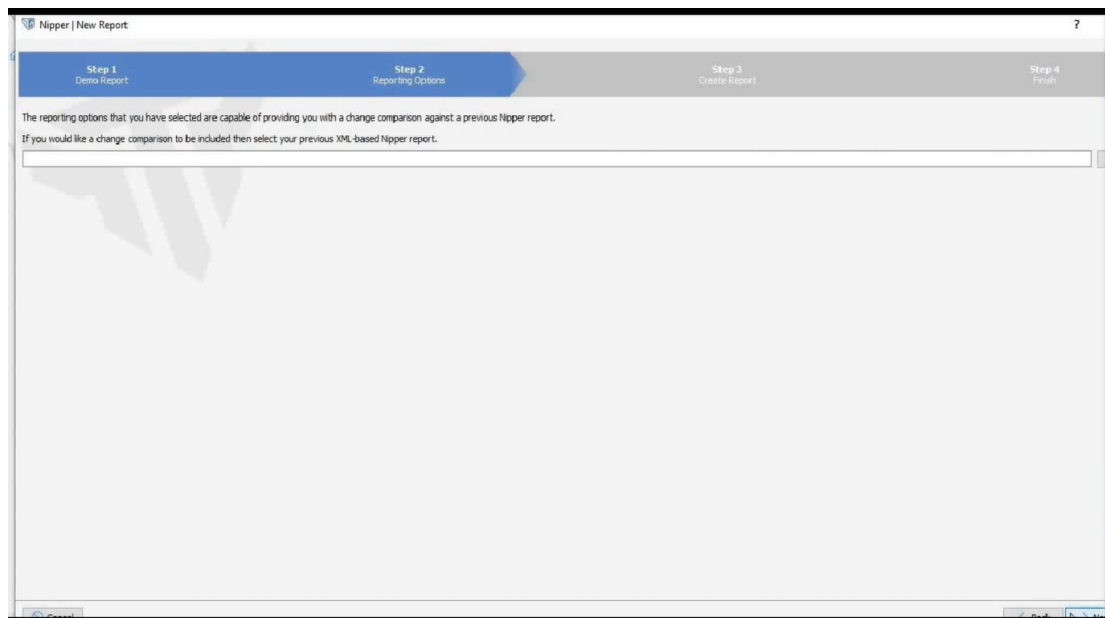 Nipper | New Report
?
Step 1
Demo Report
Step 2
Reporting Options
Step 3
Create Report
Step 4
Finish
The reporting options that you have selected are capable of providing you with a change comparison against a previous Nipper report.
If you would like a change comparison to be included then select your previous XML-based Nipper report.
Cancel
Back